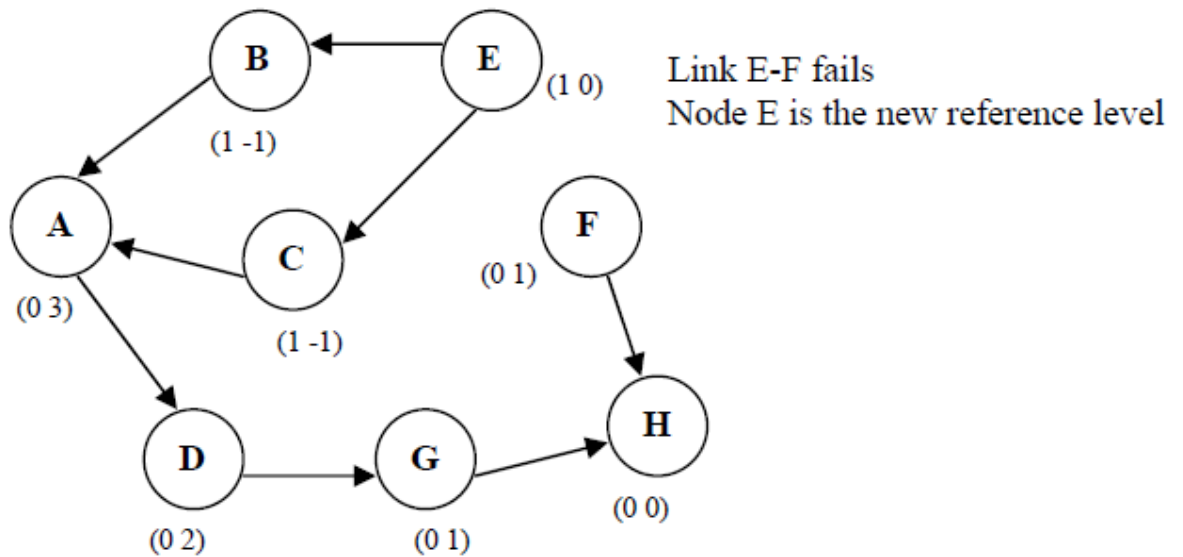 B
E
(1 0)
Link E-F fails
Node E is the new reference level
(1 -1)
A
C
F
(0 1)
(0 3)
(1 -1)
D
G
H
(0 2)
(0 1)
(0 0)